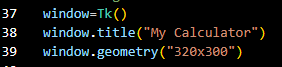 37 window=Tk()
38 window.title("My Calculator")
39 window.geometry("320x300")